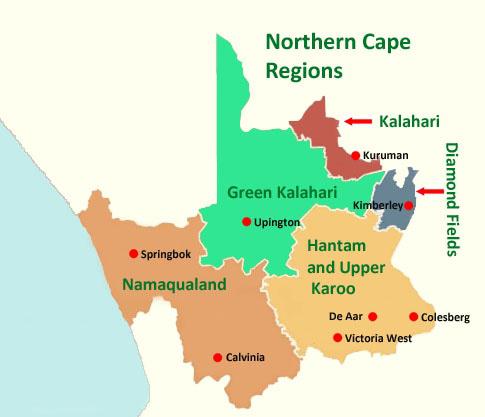 Northern Cape
Regions
Kalahari
Kuruman
Diamond Fields
Green Kalahari
Kimberley
Upington
Hantam
and Upper
Karoo
Springbok
Namaqualand
De Aar
Colesberg
Victoria West
Calvinia